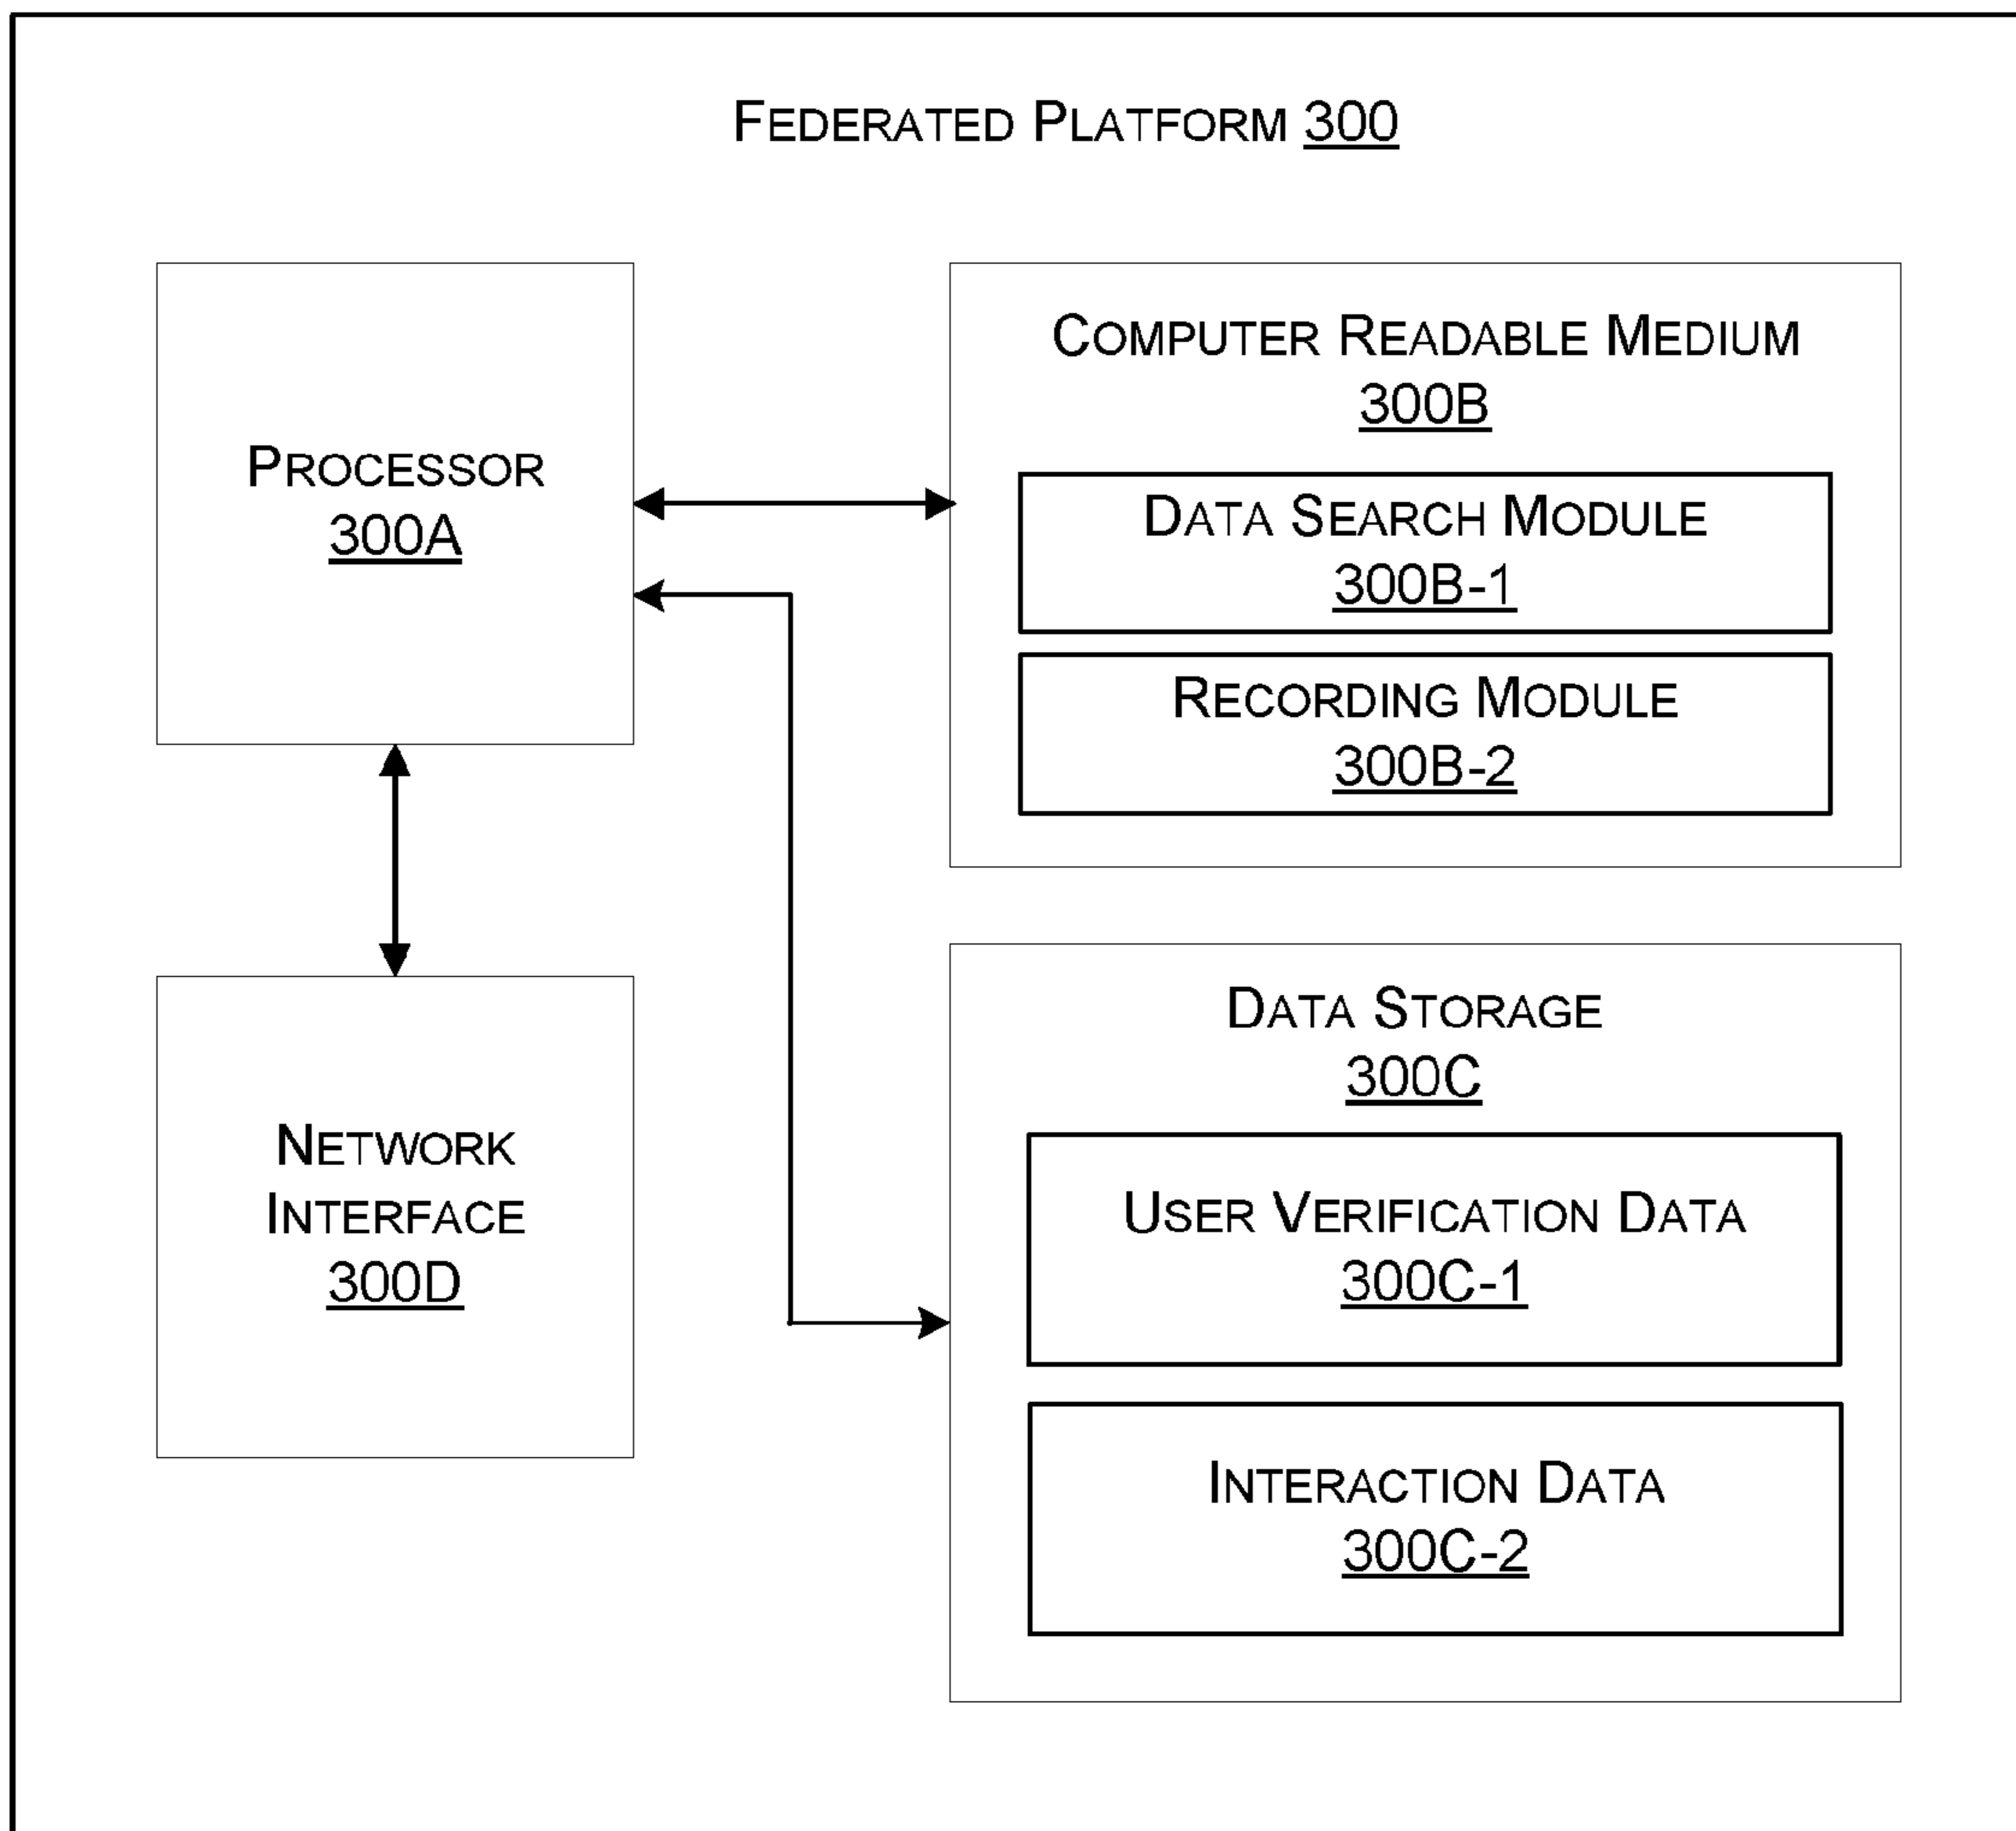 FEDERATED PLATFORM 300
PROCESSOR
300A
COMPUTER READABLE MEDIUM
300B
DATA SEARCH MODULE
300B-1
RECORDING MODULE
300B-2
NETWORK
INTERFACE
300D
DATA STORAGE
300C
USER VERIFICATION DATA
300C-1
INTERACTION DATA
300C-2